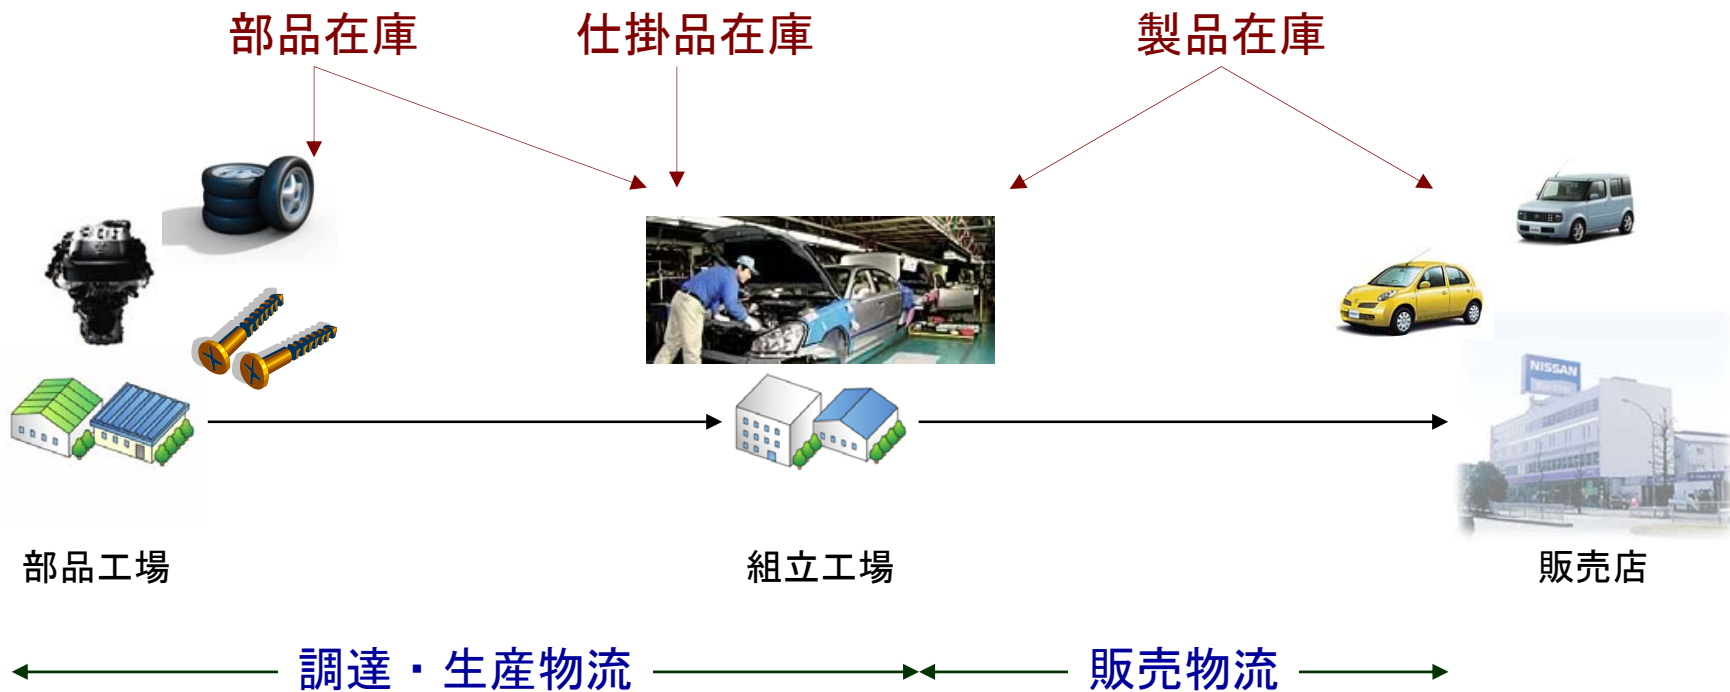 部品在庫
仕掛品在庫
製品在庫
NISSAN
部品工場
組立工場
販売店
調達・生産物流
販売物流